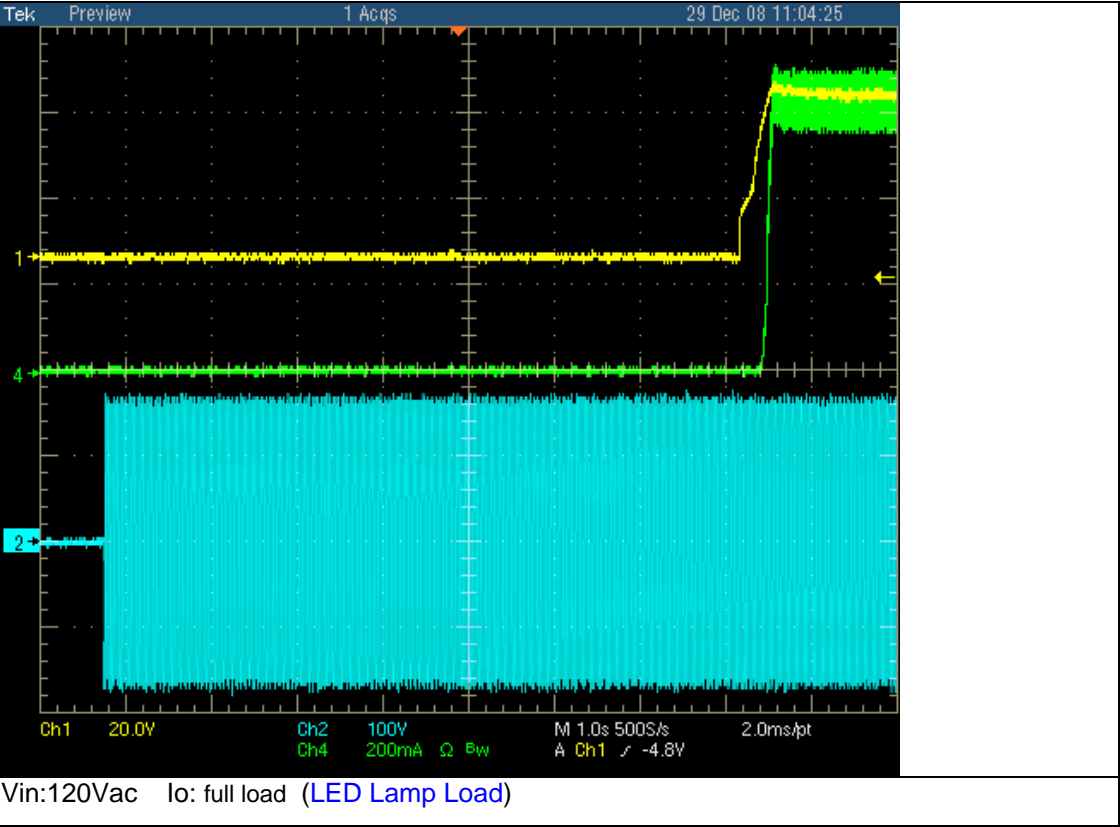 Tek Preview 1 Acqs 29 Dec 08 11:04:25
1
4
2
Ch1 20.0V Ch2 100V M 1.0s 500S/s 2.0ms/pt
Ch4 200mA Ω Bw A Ch1 -4.8V
Vin:120Vac Io: full load (LED Lamp Load)